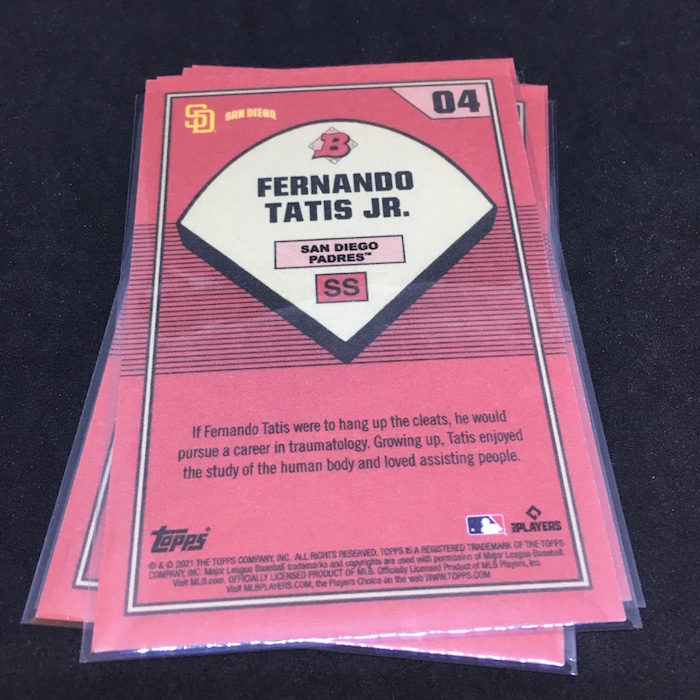 SD SAN DIEGO
04
B
FERNANDO
TATIS JR.
SAN DIEGO
PADRES™
SS
If Fernando Tatis were to hang up the cleats, he would
pursue a career in traumatology. Growing up, Tatis enjoyed
the study of the human body and loved assisting people.
topps®
PLAYERS
® & © 2021 THE TOPPS COMPANY, INC. ALL RIGHTS RESERVED. TOPPS IS A REGISTERED TRADEMARK OF THE TOPPS
COMPANY, INC. Major League Baseball trademarks and copyrights are used with permission of Major League Baseball.
Visit MLB.com. OFFICIALLY LICENSED PRODUCT OF MLB Players, Inc.
Visit MLBPLAYERS.COM, the Players Choice on the web WWW.TOPPS.COM